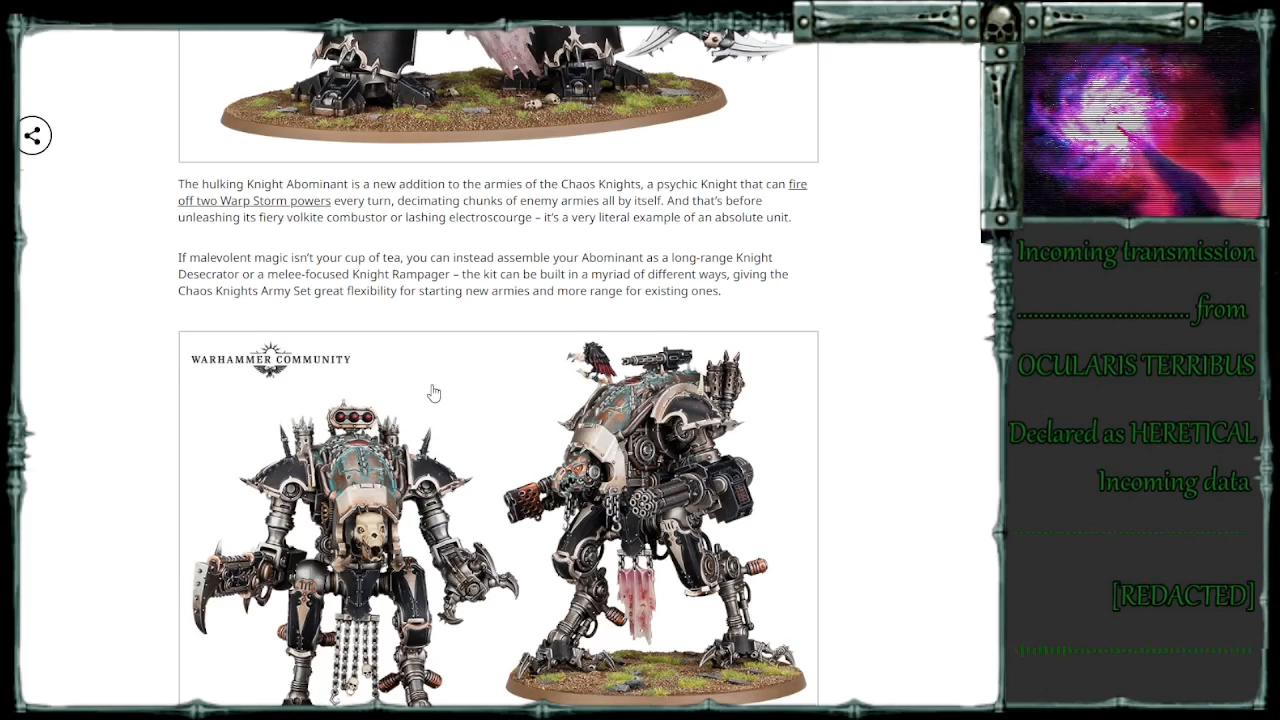 The hulking Knight Abominant is a new addition to the armies of the Chaos Knights, a psychic Knight that can fire
off two Warp Storm powers every turn, decimating chunks of enemy armies all by itself. And that's before
unleashing its fiery volkite combustor or lashing electroscourge – it's a very literal example of an absolute unit.
If malevolent magic isn't your cup of tea, you can instead assemble your Abominant as a long-range Knight
Desecrator or a melee-focused Knight Rampager – the kit can be built in a myriad of different ways, giving the
Chaos Knights Army Set great flexibility for starting new armies and more range for existing ones.
WARHAMMER COMMUNITY
Incoming transmission
................................ from
OCULARIS TERRIBUS
Declared as HERETICAL
Incoming data
[REDACTED]